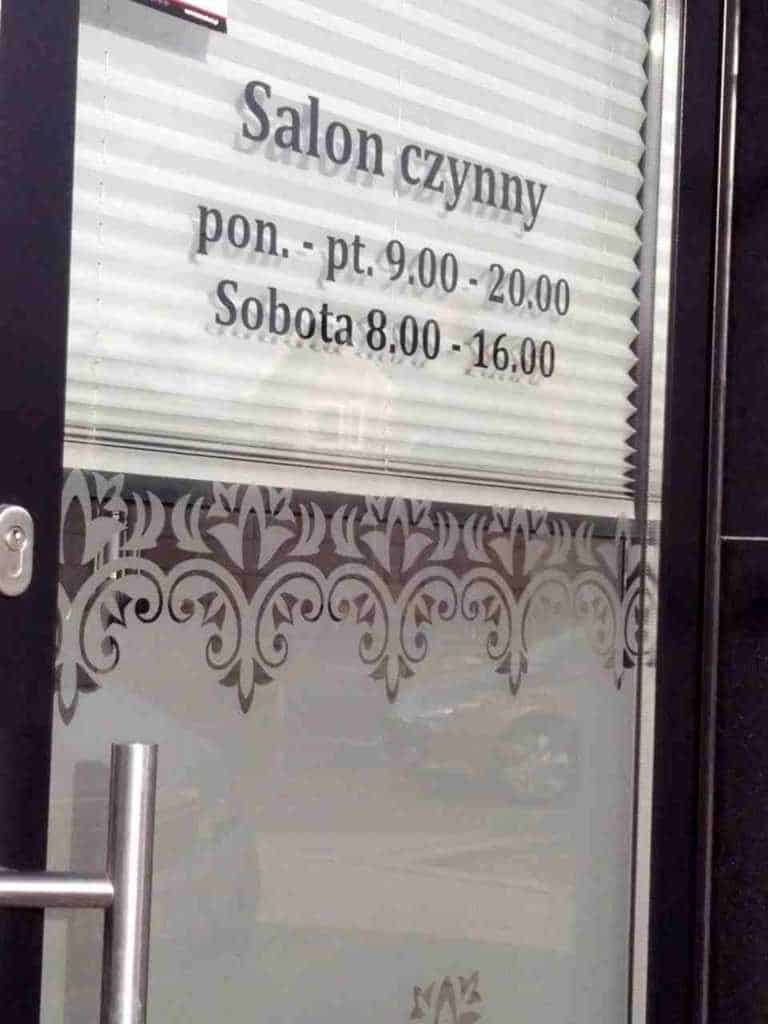 Salon czynny
pon. - pt. 9.00 - 20.00
Sobota 8.00 - 16.00